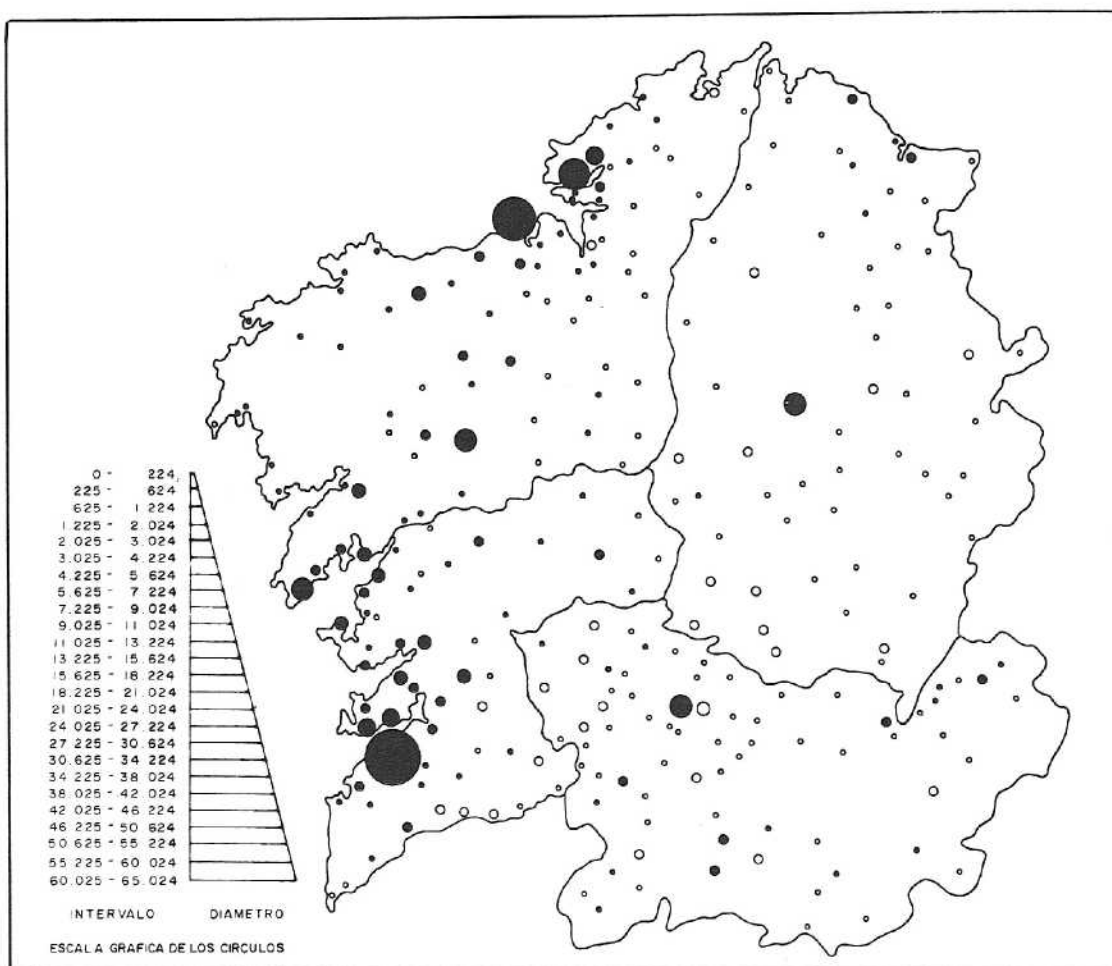 0 - 224
225 - 624
625 - 1.224
1.225 - 2.024
2.025 - 3.024
3.025 - 4.224
4.225 - 5 624
5.625 - 7 224
7.225 - 9 024
9.025 - 11 024
11 025 - 13.224
13.225 - 15 624
15 625 - 18 224
18.225 - 21 024
21 025 - 24 024
24 025 - 27 224
27 225 - 30 624
30.625 - 34 224
34 225 - 38 024
38 025 - 42 024
42 025 - 46 224
46 225 - 50 624
50 625 - 55 224
55 225 - 60 024
60.025 - 65 024
INTERVALO DIAMETRO
ESCALA GRAFICA DE LOS CIRCULOS